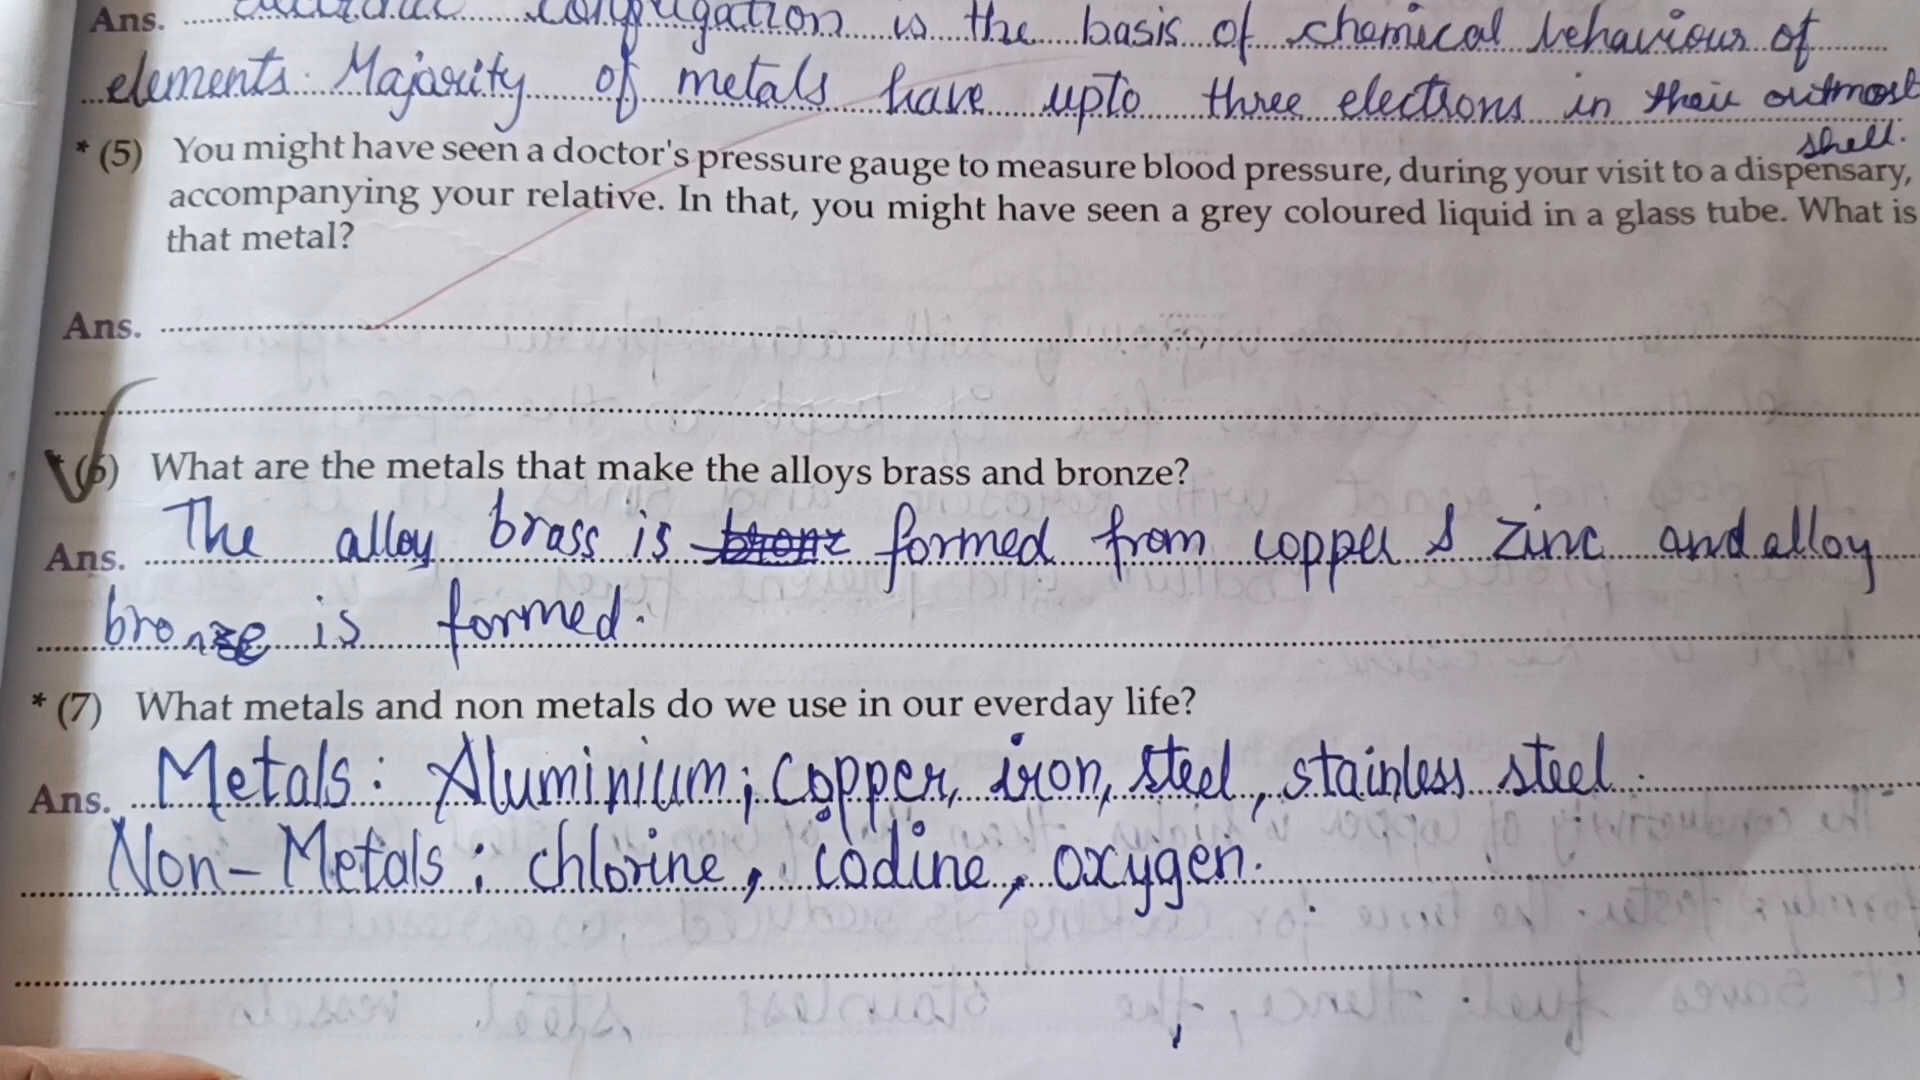 Ans. Electronic configugation is the basis of chemical behaviour of
elements. Majority of metals have upto three electrons in their outmost
shell.
* (5) You might have seen a doctor's pressure gauge to measure blood pressure, during your visit to a dispensary,
accompanying your relative. In that, you might have seen a grey coloured liquid in a glass tube. What is
that metal?
Ans.
* (6) What are the metals that make the alloys brass and bronze?
Ans. The alloy brass is formed from copper & zinc and alloy
bronze is formed.
* (7) What metals and non metals do we use in our everday life?
Ans. Metals: Aluminium, copper, iron, steel, stainless steel.
Non-Metals: chlorine, iodine, oxygen.